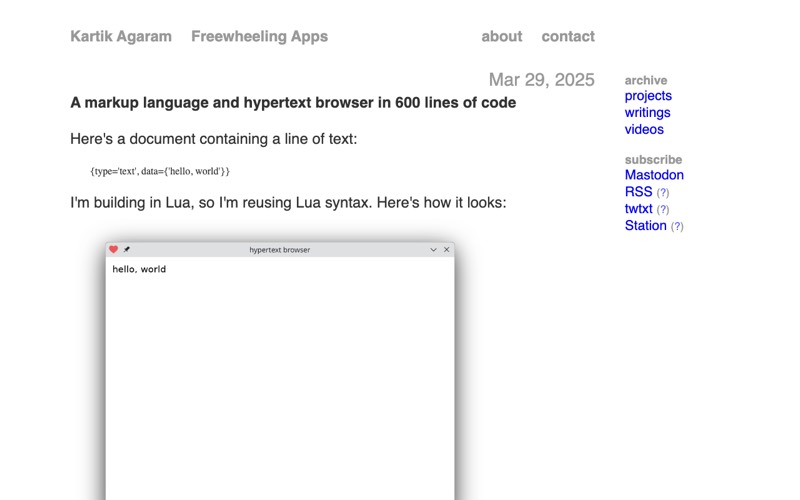 Kartik Agaram Freewheeling Apps about contact
Mar 29, 2025
A markup language and hypertext browser in 600 lines of code
Here's a document containing a line of text:
{type='text', data={'hello, world'}}
I'm building in Lua, so I'm reusing Lua syntax. Here's how it looks:
hypertext browser
hello, world
archive
projects
writings
videos
subscribe
Mastodon
RSS (?)
twtxt (?)
Station (?)